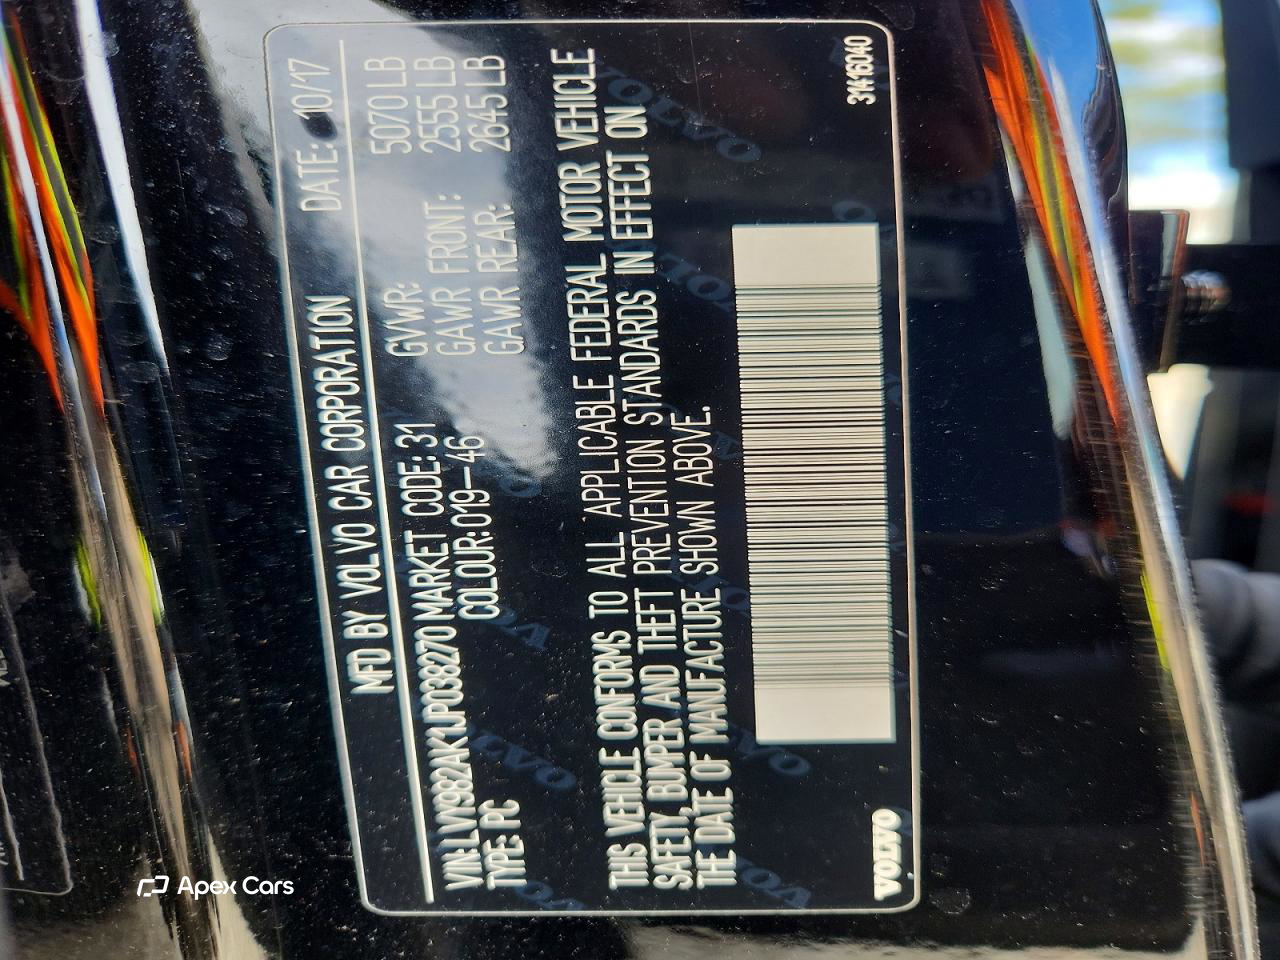 MFD BY VOLVO CAR CORPORATION DATE: 10/17
VIN: LVY982AK1JP038270 MARKET CODE: 31 GVWR: 5070 LB
TYPE: PC COLOUR: 019-46 GAWR FRONT: 2555 LB
GAWR REAR: 2645 LB
THIS VEHICLE CONFORMS TO ALL APPLICABLE FEDERAL MOTOR VEHICLE
SAFETY, BUMPER AND THEFT PREVENTION STANDARDS IN EFFECT ON
THE DATE OF MANUFACTURE SHOWN ABOVE.
VOLVO 31416040
Apex Cars